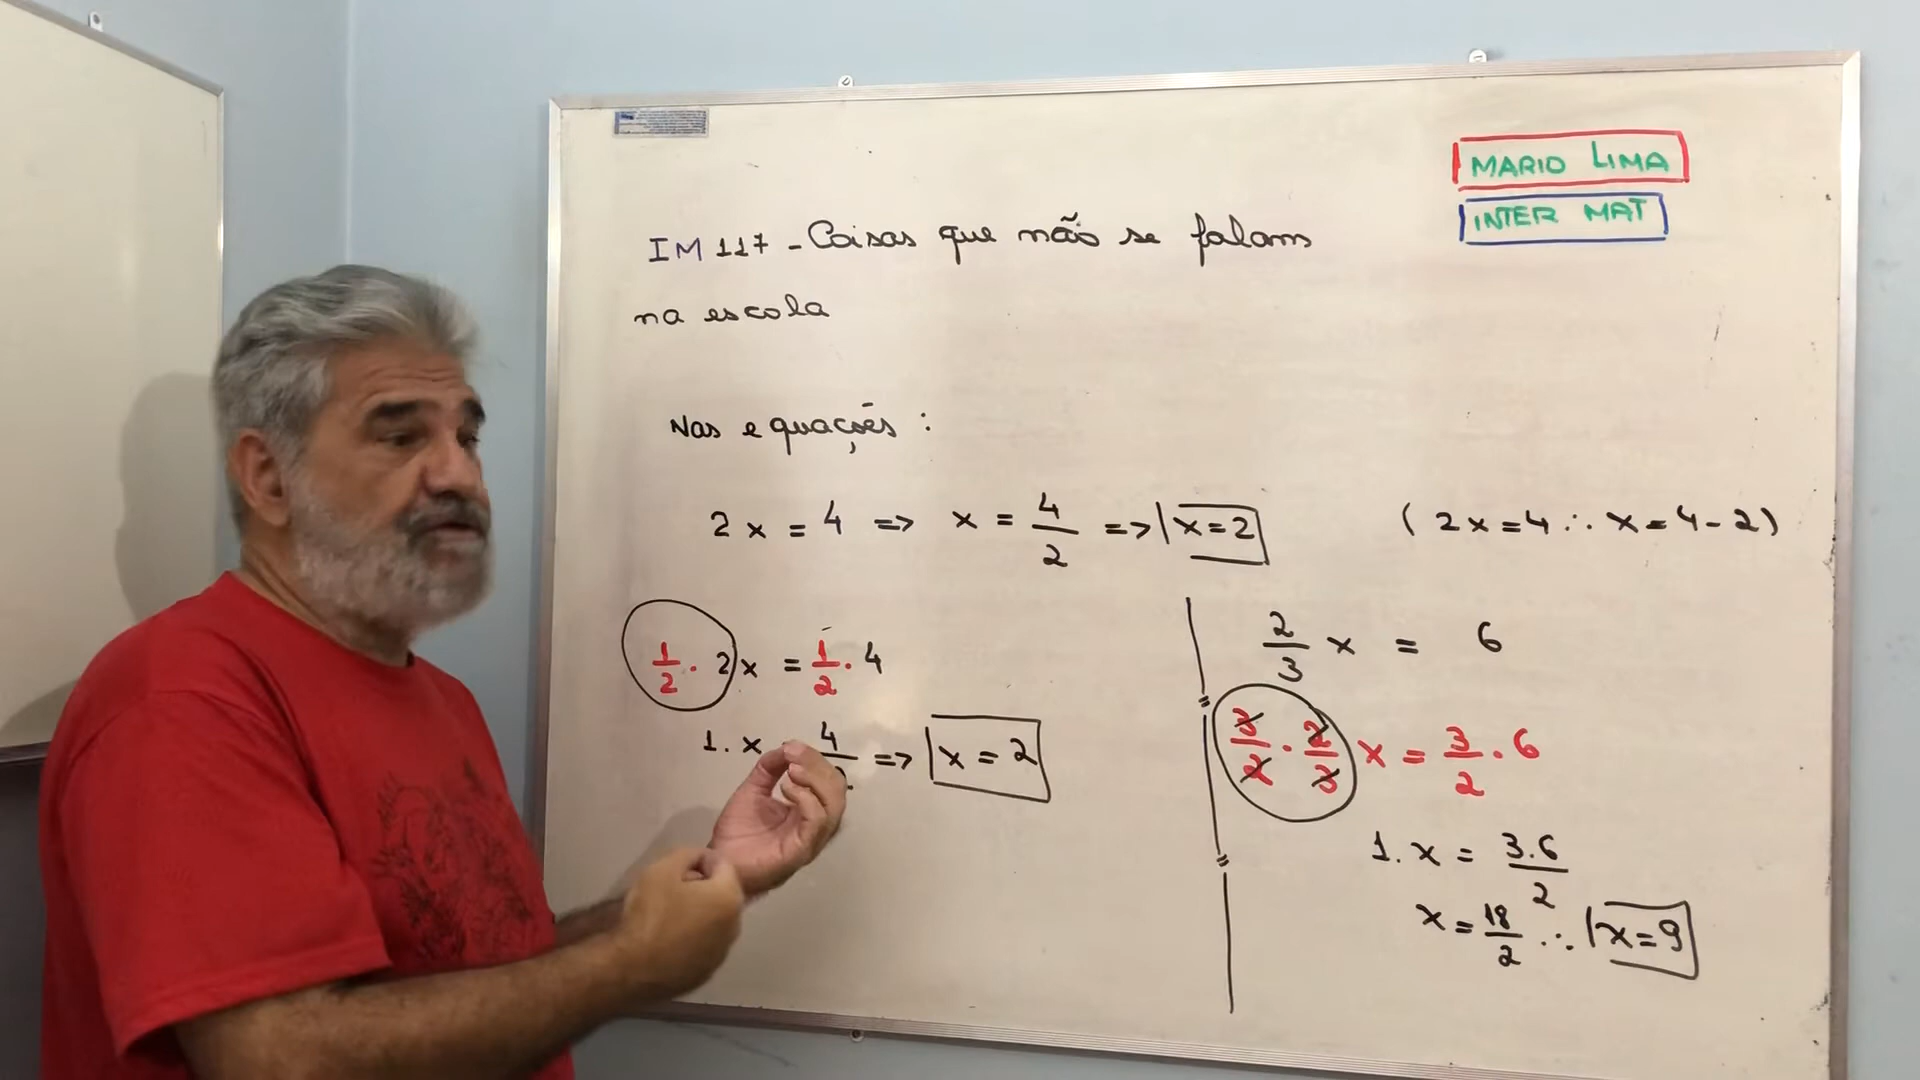 MARIO LIMA
INTER MAT
IM 117 - Coisas que não se falam
na escola
Nas equações :
2x = 4 => x = 4/2 => x = 2
(2x = 4 ∴ x = 4 - 2)
1/2 . 2x = 1/2 . 4
1. x 4/2 => x = 2
2/3 x = 6
3/2 . 2/3 x = 3/2 . 6
1. x = 3.6/2
x = 18/2 ∴ x = 9